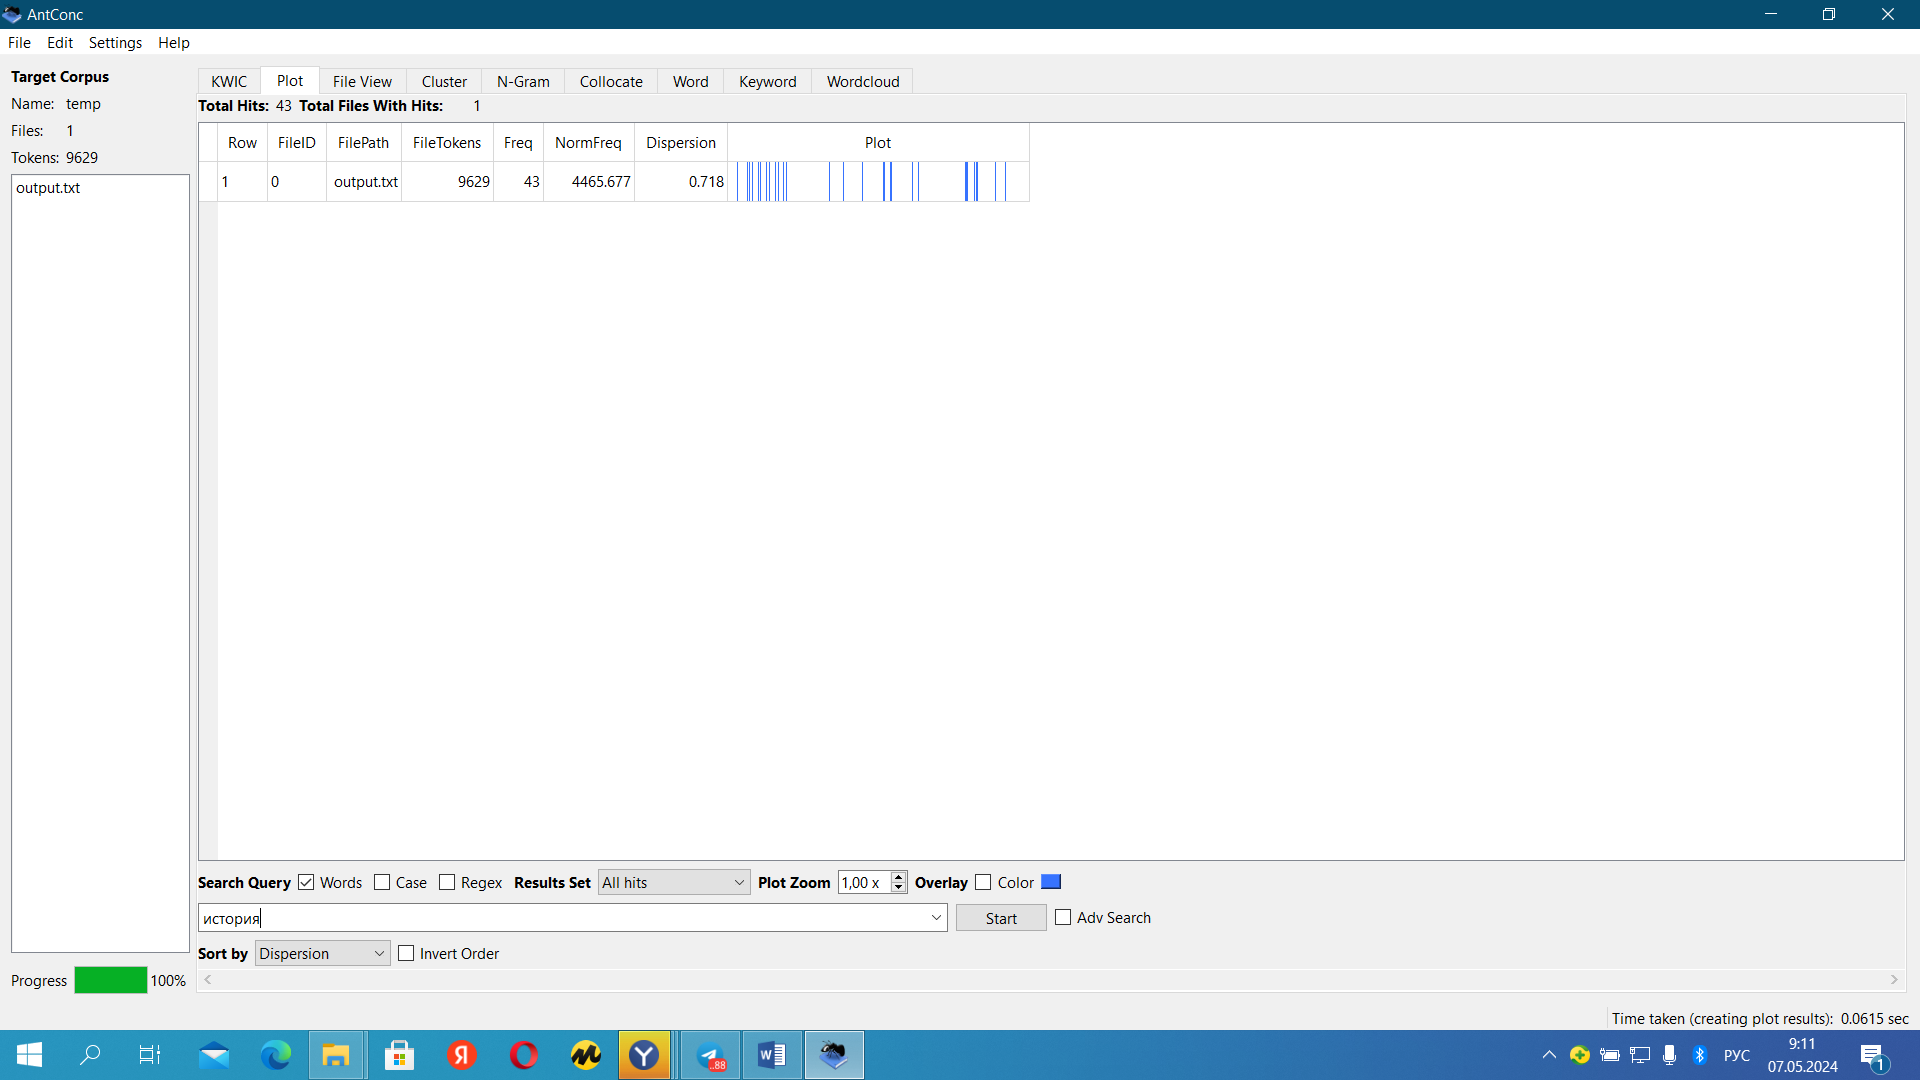 AntConc
File Edit Settings Help
Target Corpus
Name: temp
Files: 1
Tokens: 9629
output.txt
Progress 100%
KWIC Plot File View Cluster N-Gram Collocate Word Keyword Wordcloud
Total Hits: 43 Total Files With Hits: 1
Row FileID FilePath FileTokens Freq NormFreq Dispersion Plot
1 0 output.txt 9629 43 4465.677 0.718
Search Query Words Case Regex Results Set All hits Plot Zoom 1,00 x Overlay Color
история Start Adv Search
Sort by Dispersion Invert Order
Time taken (creating plot results): 0.0615 sec
Я Y ..88 W РУС 9:11
07.05.2024 1